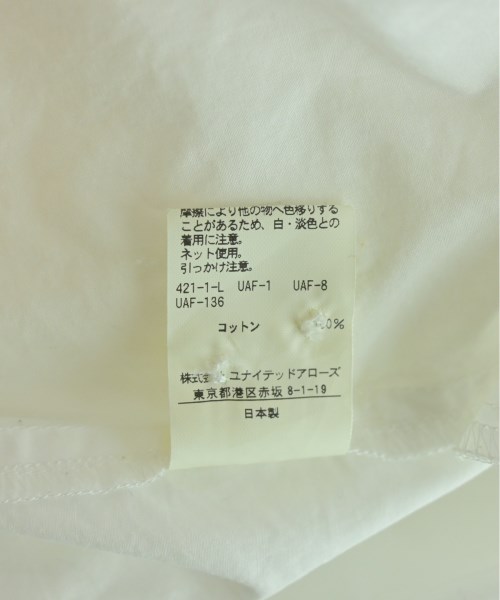 摩擦により他の物へ色移りする
ことがあるため、白・淡色との
着用に注意。
ネット使用。
引っかけ注意。
421-1-L UAF-1 UAF-8
UAF-136
コットン 00%
株式会 ユナイテッドアローズ
東京都港区赤坂 8-1-19
日本製